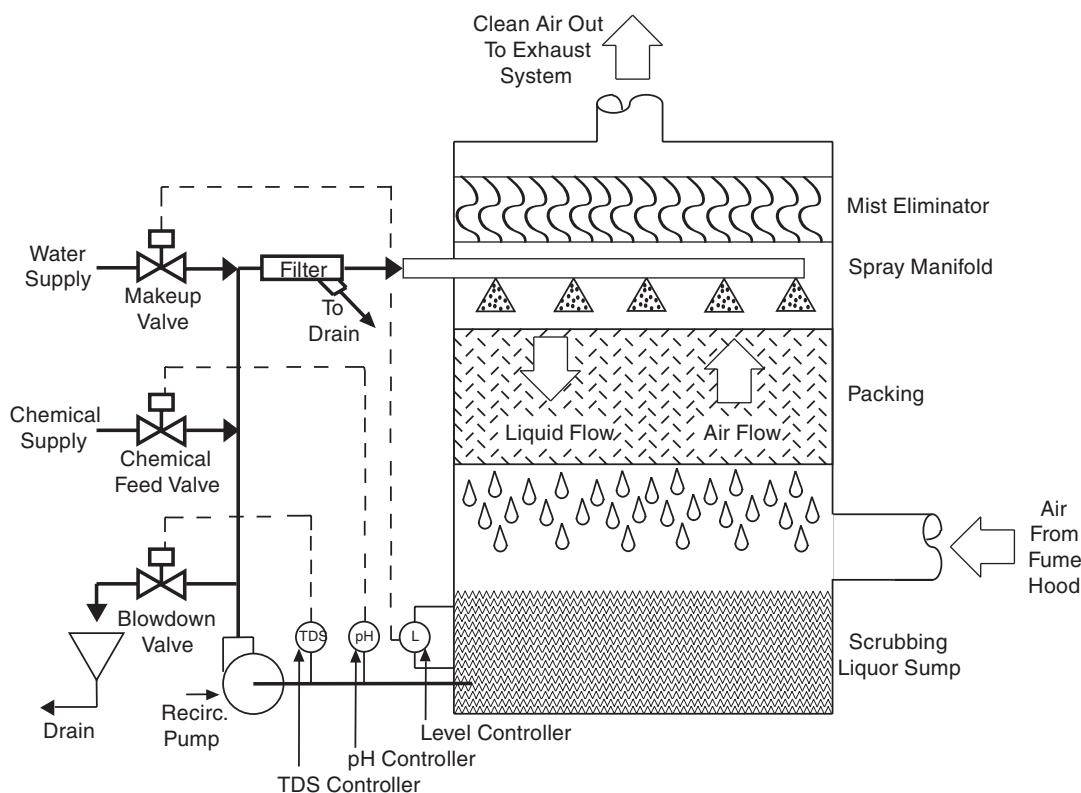 Clean Air Out
To Exhaust
System
Mist Eliminator
Water
Supply
Filter
Spray Manifold
Makeup
Valve
To
Drain
Packing
Chemical
Supply
Liquid Flow
Air Flow
Chemical
Feed Valve
Air
From
Fume
Hood
Blowdown
Valve
TDS
pH
L
Scrubbing
Liquor Sump
Drain
Recirc.
Pump
Level Controller
pH Controller
TDS Controller